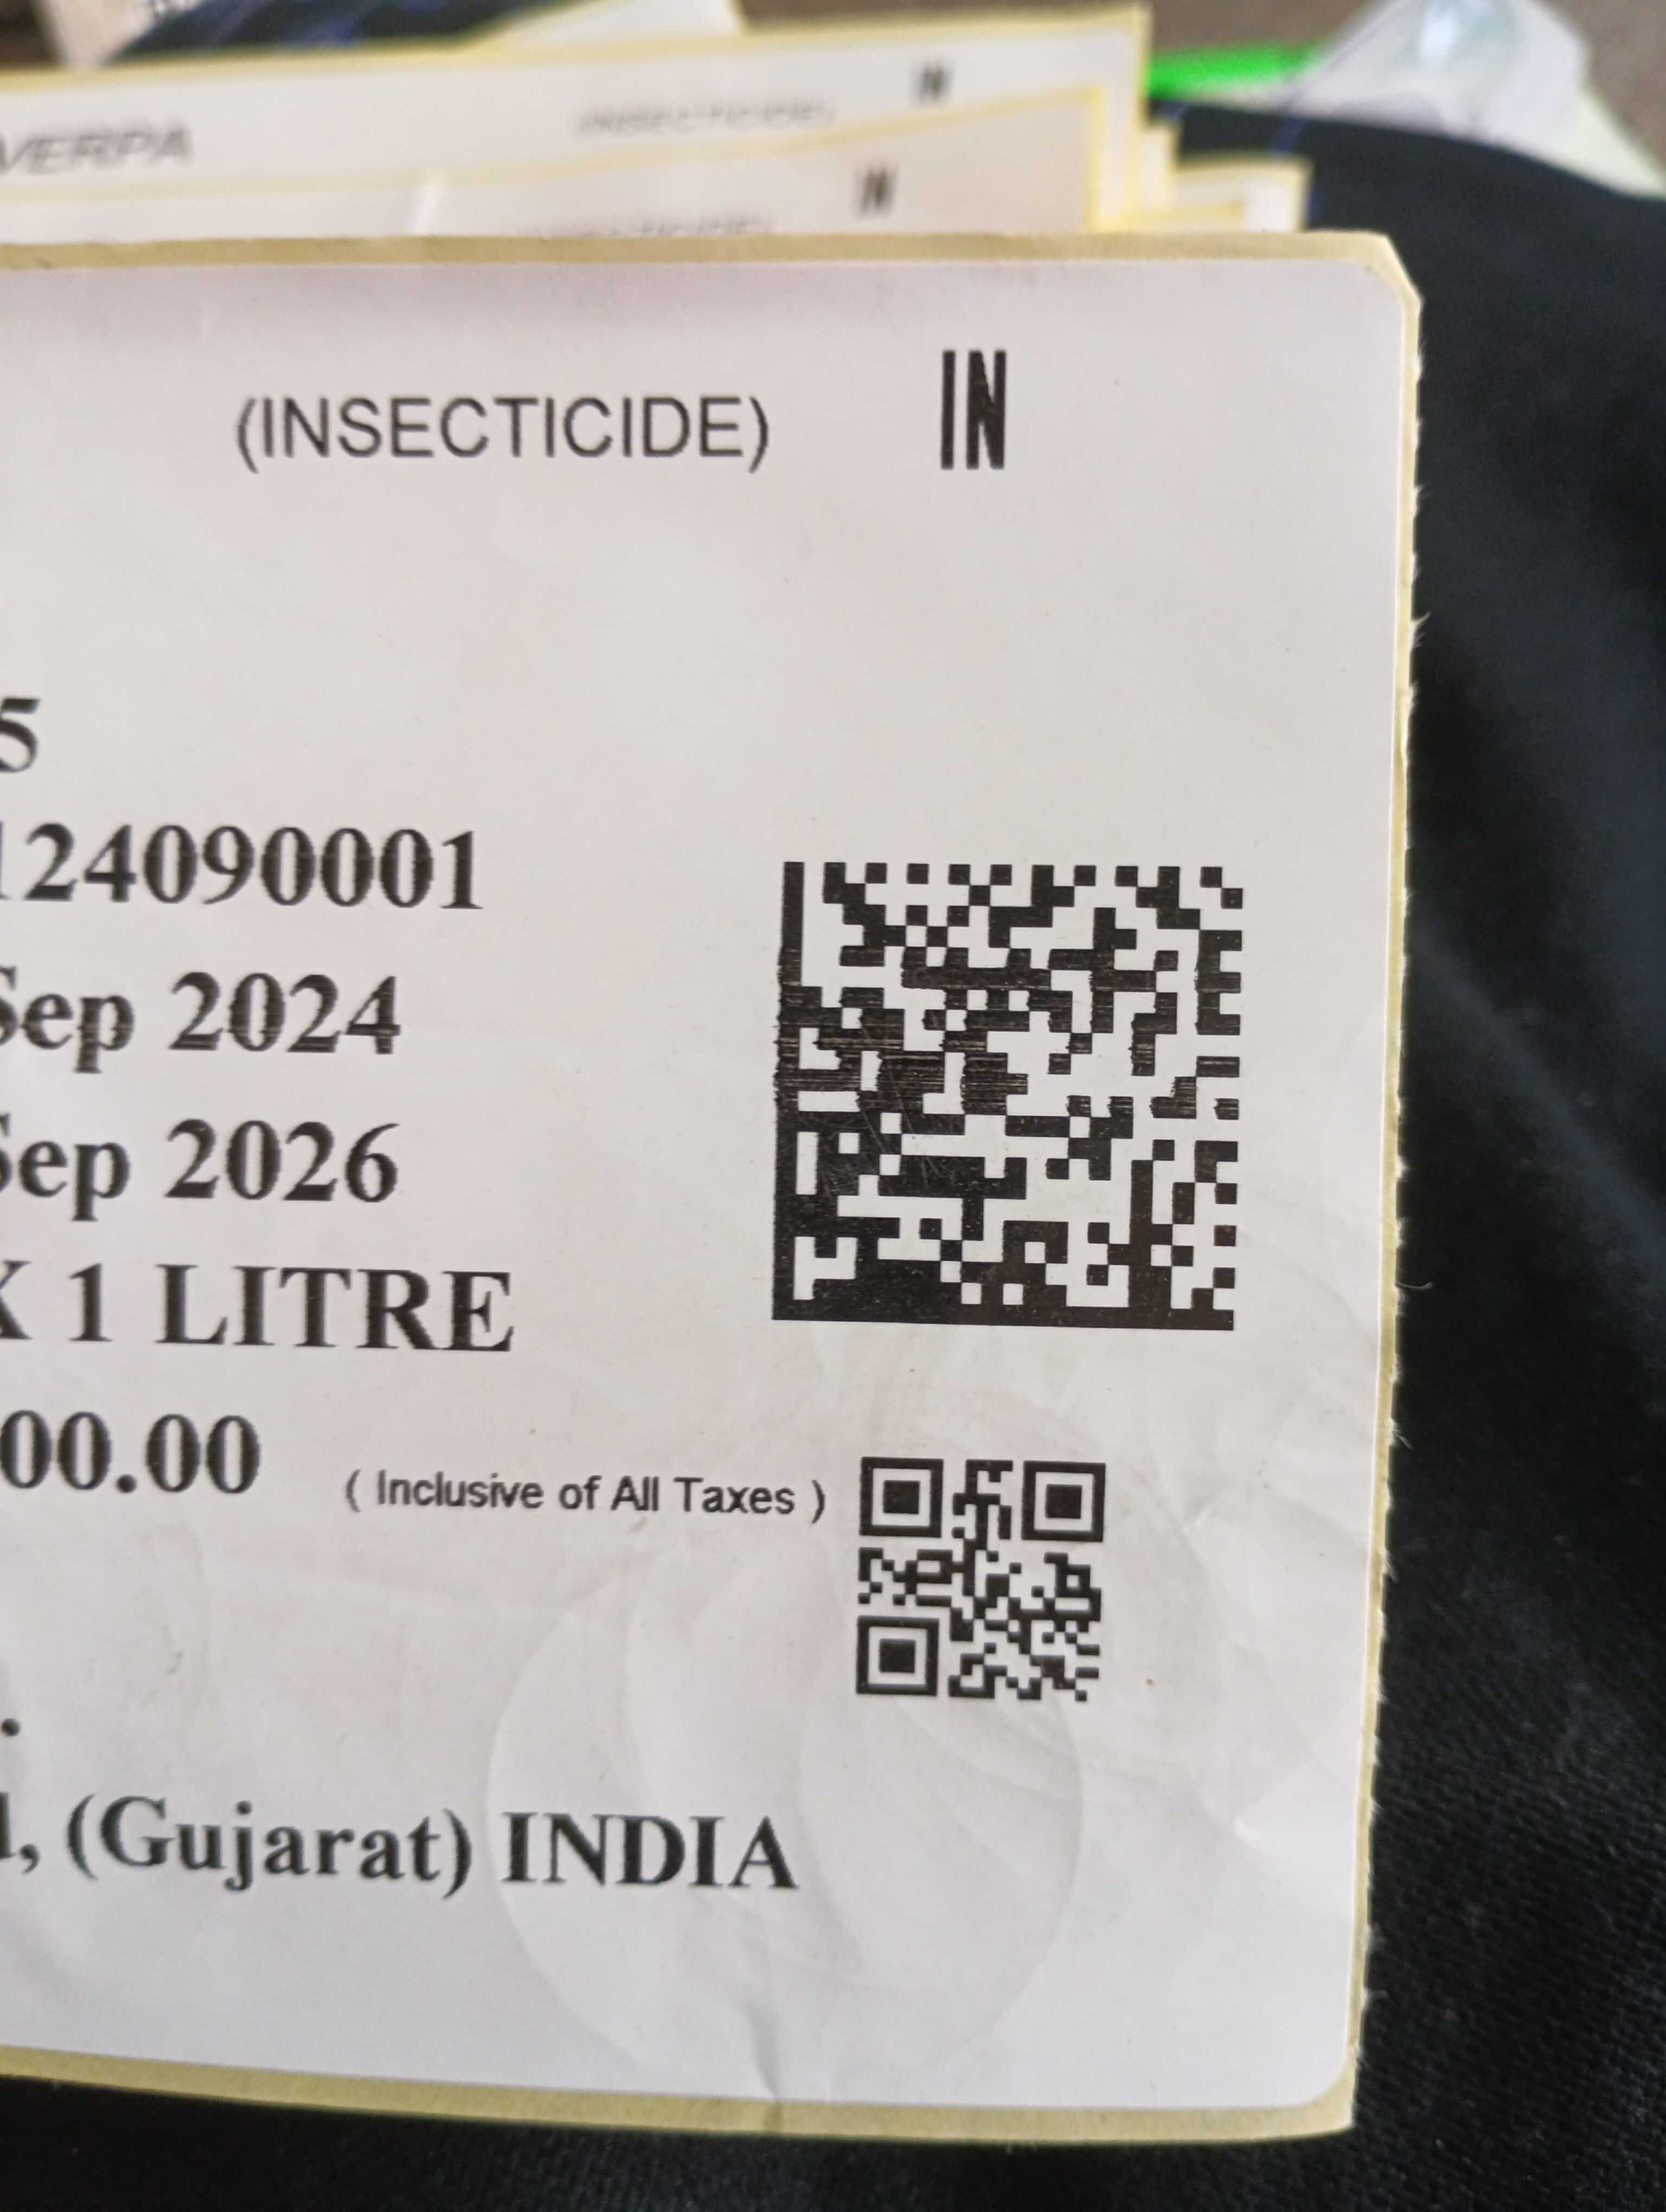 VERPA (INSECTICIDE) IN
IN
(INSECTICIDE) IN
5
124090001
Sep 2024
Sep 2026
X 1 LITRE
00.00 ( Inclusive of All Taxes )
.
, (Gujarat) INDIA